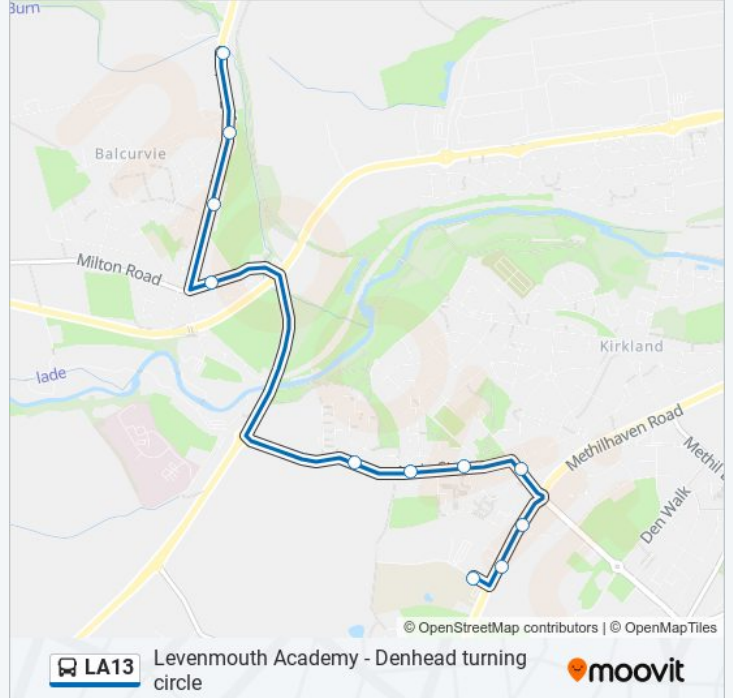 Burn
Balcurvie
Milton Road
Kirkland
lade
Methilhaven Road
Methil
Den Walk
© OpenStreetMap contributors | © OpenMapTiles
LA13
Levenmouth Academy - Denhead turning
circle
moovit